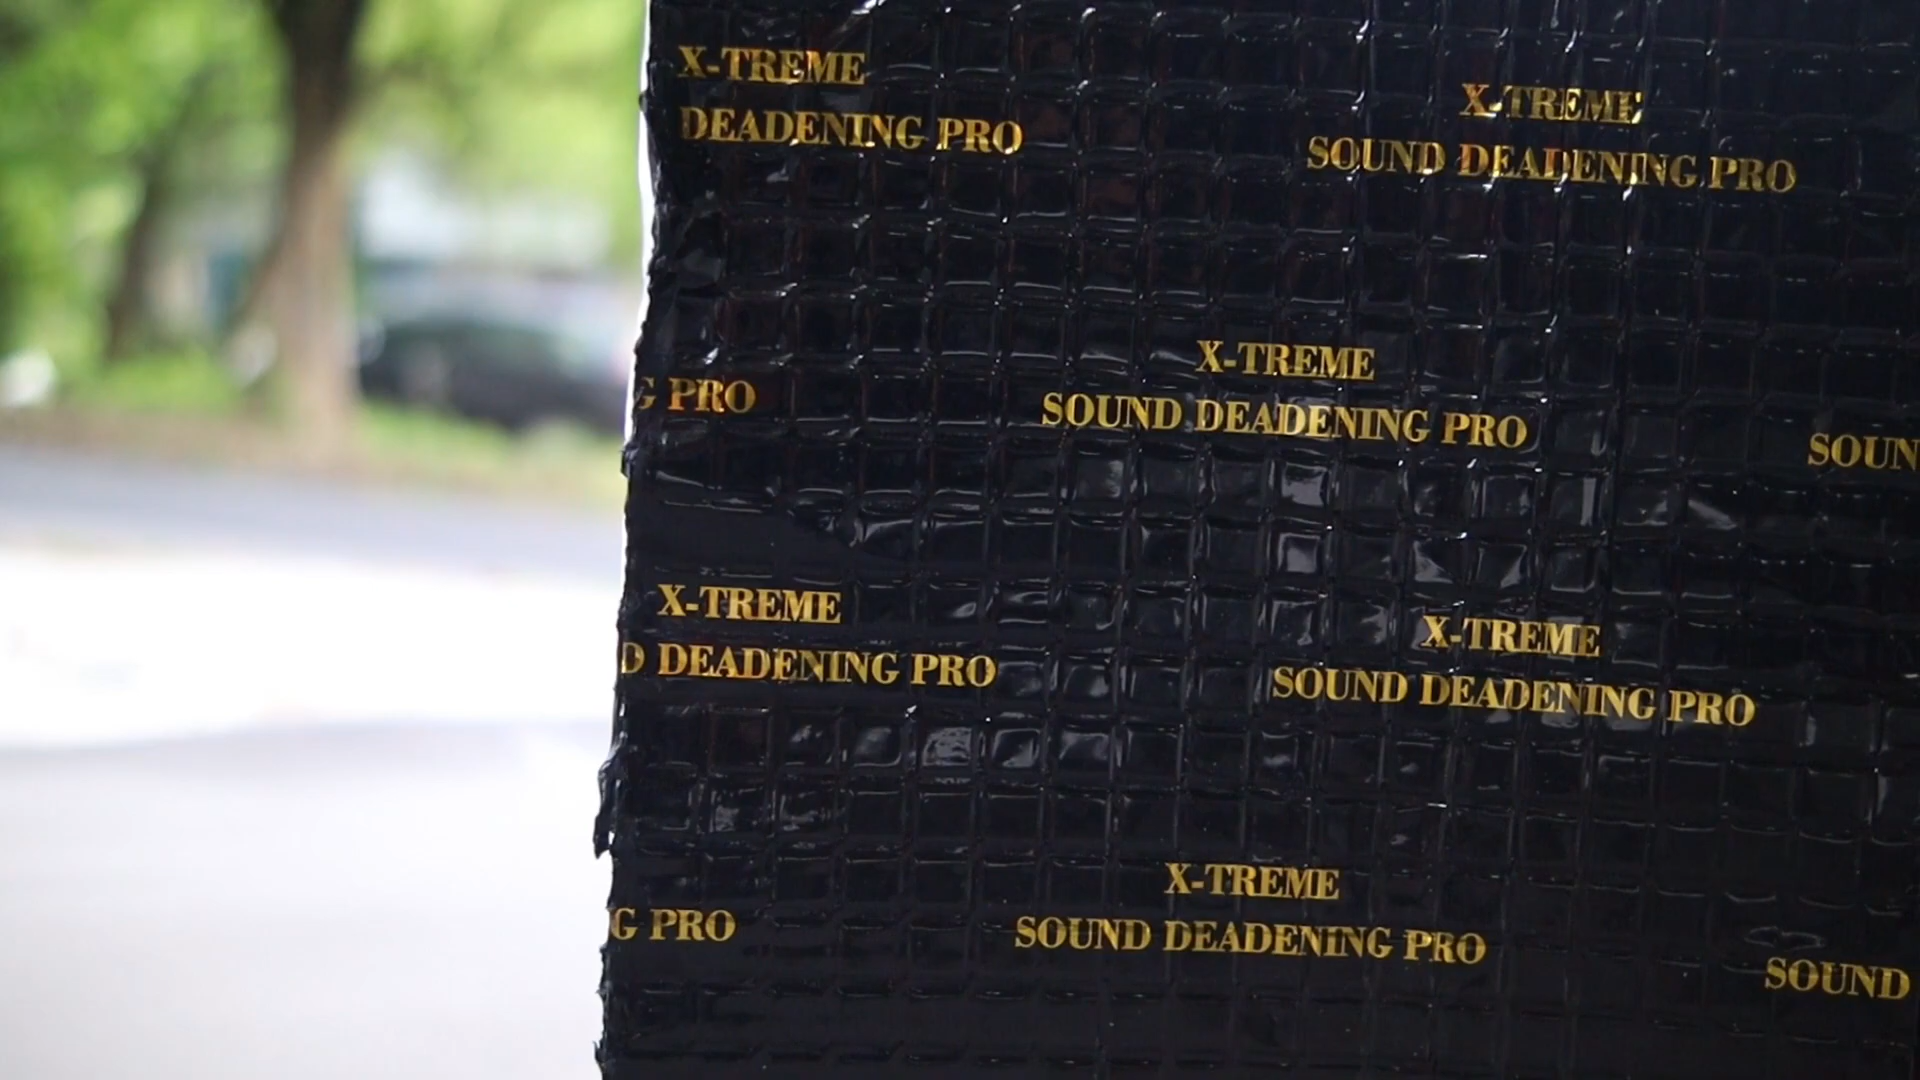 X-TREME
DEADENING PRO
X-TREME
SOUND DEADENING PRO
X-TREME
G PRO
SOUND DEADENING PRO
SOUN
X-TREME
D DEADENING PRO
X-TREME
SOUND DEADENING PRO
X-TREME
G PRO
SOUND DEADENING PRO
SOUND